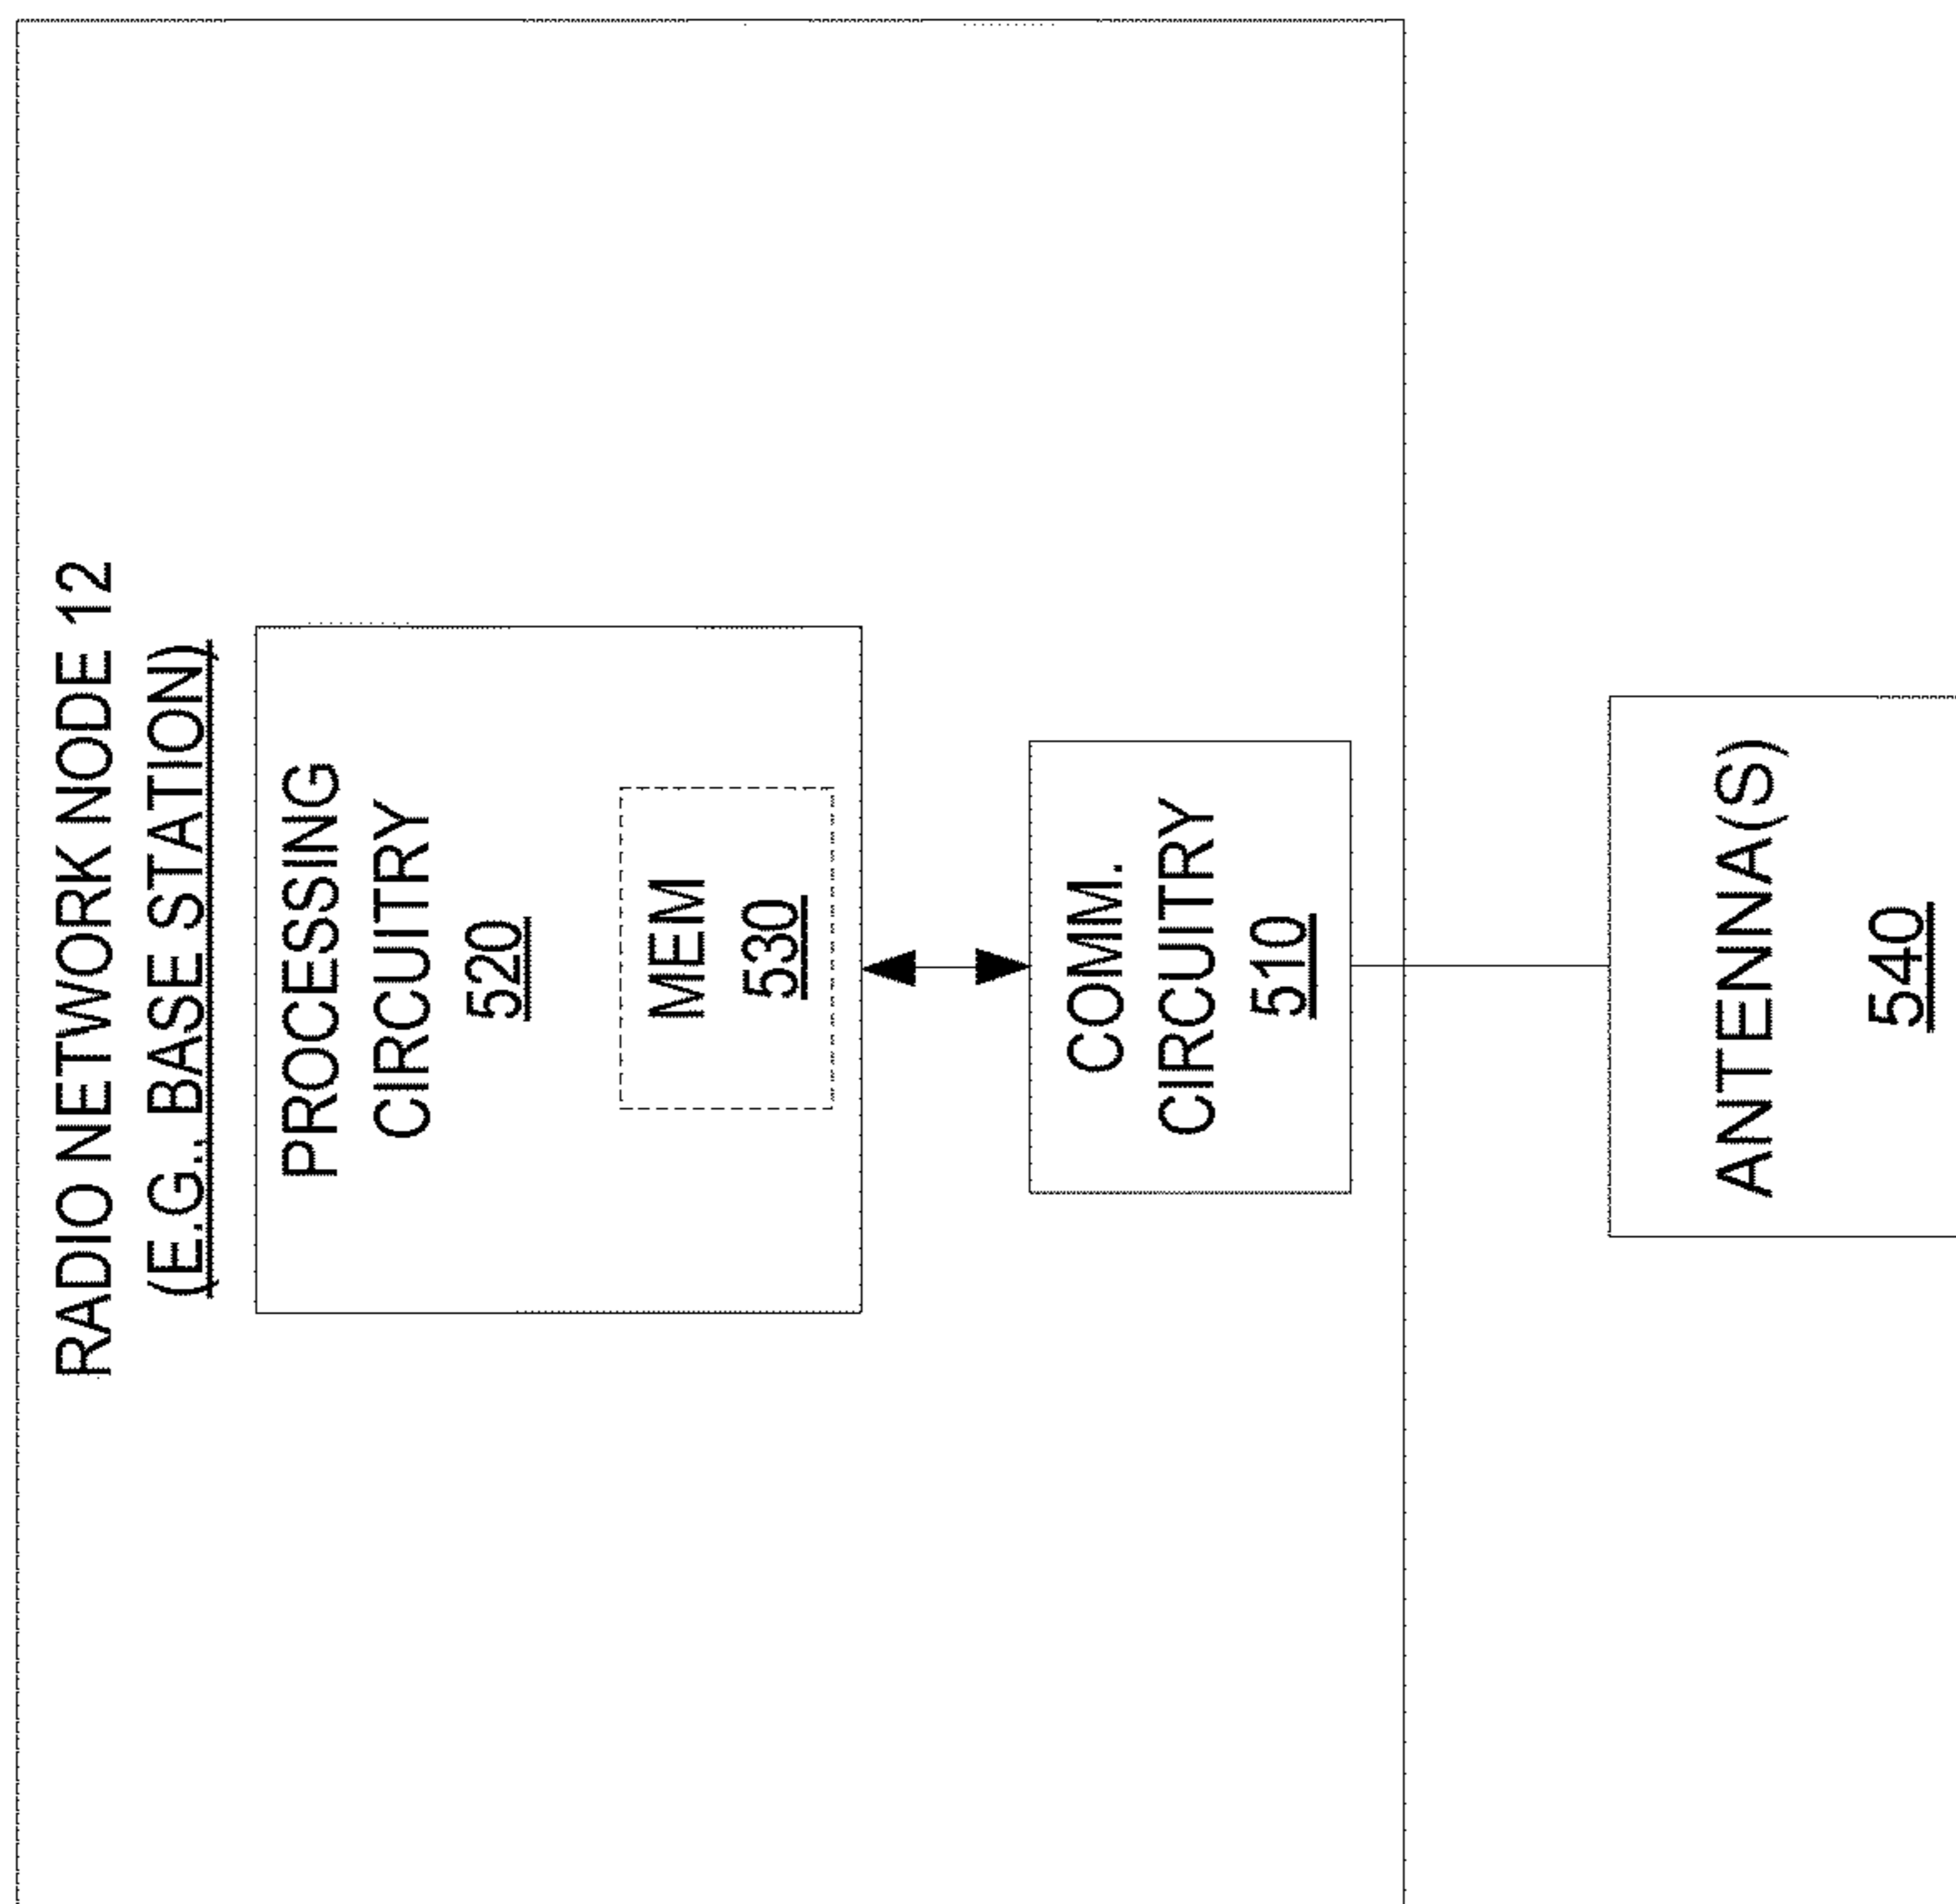 RADIO NETWORK NODE 12
(E.G., BASE STATION)
PROCESSING
CIRCUITRY
520
MEM
530
COMM.
CIRCUITRY
510
ANTENNA(S)
540